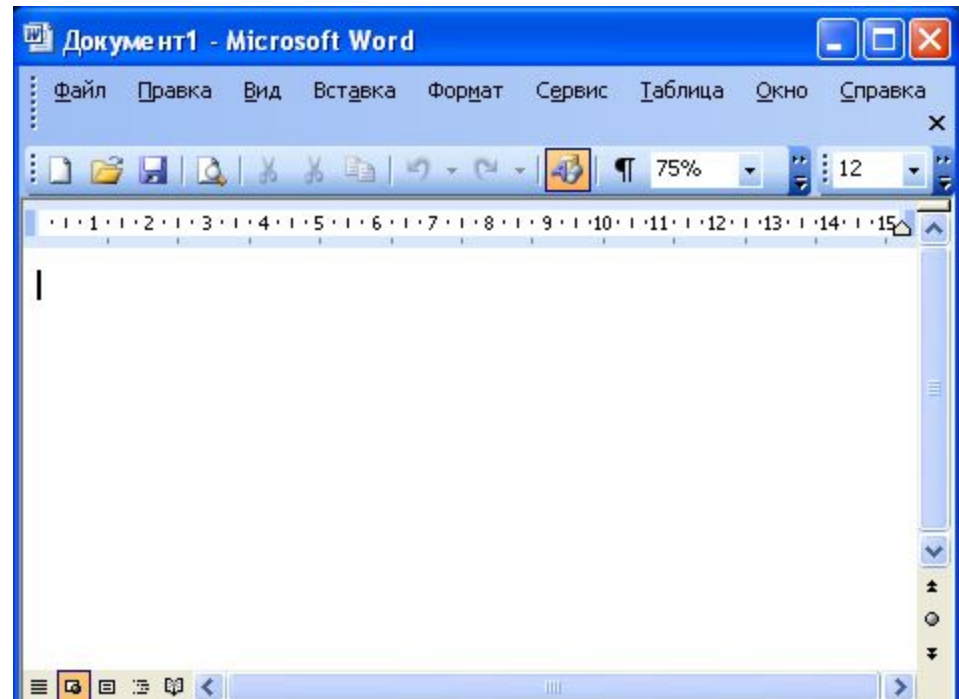 Документ1 - Microsoft Word
Файл Правка Вид Вставка Формат Сервис Таблица Окно Справка
75% 12
1 2 3 4 5 6 7 8 9 10 11 12 13 14 15